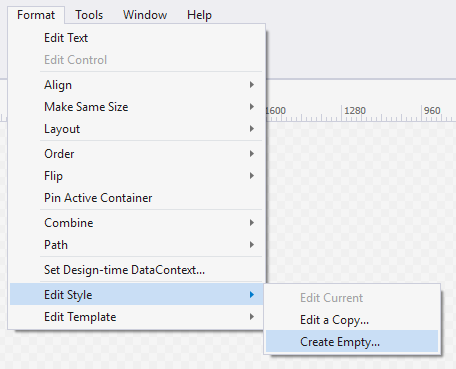 Format Tools Window Help
Edit Text
Edit Control
Align
Make Same Size
Layout
1600 1280 960
Order
Flip
Pin Active Container
Combine
Path
Set Design-time DataContext...
Edit Style
Edit Current
Edit Template
Edit a Copy...
Create Empty...